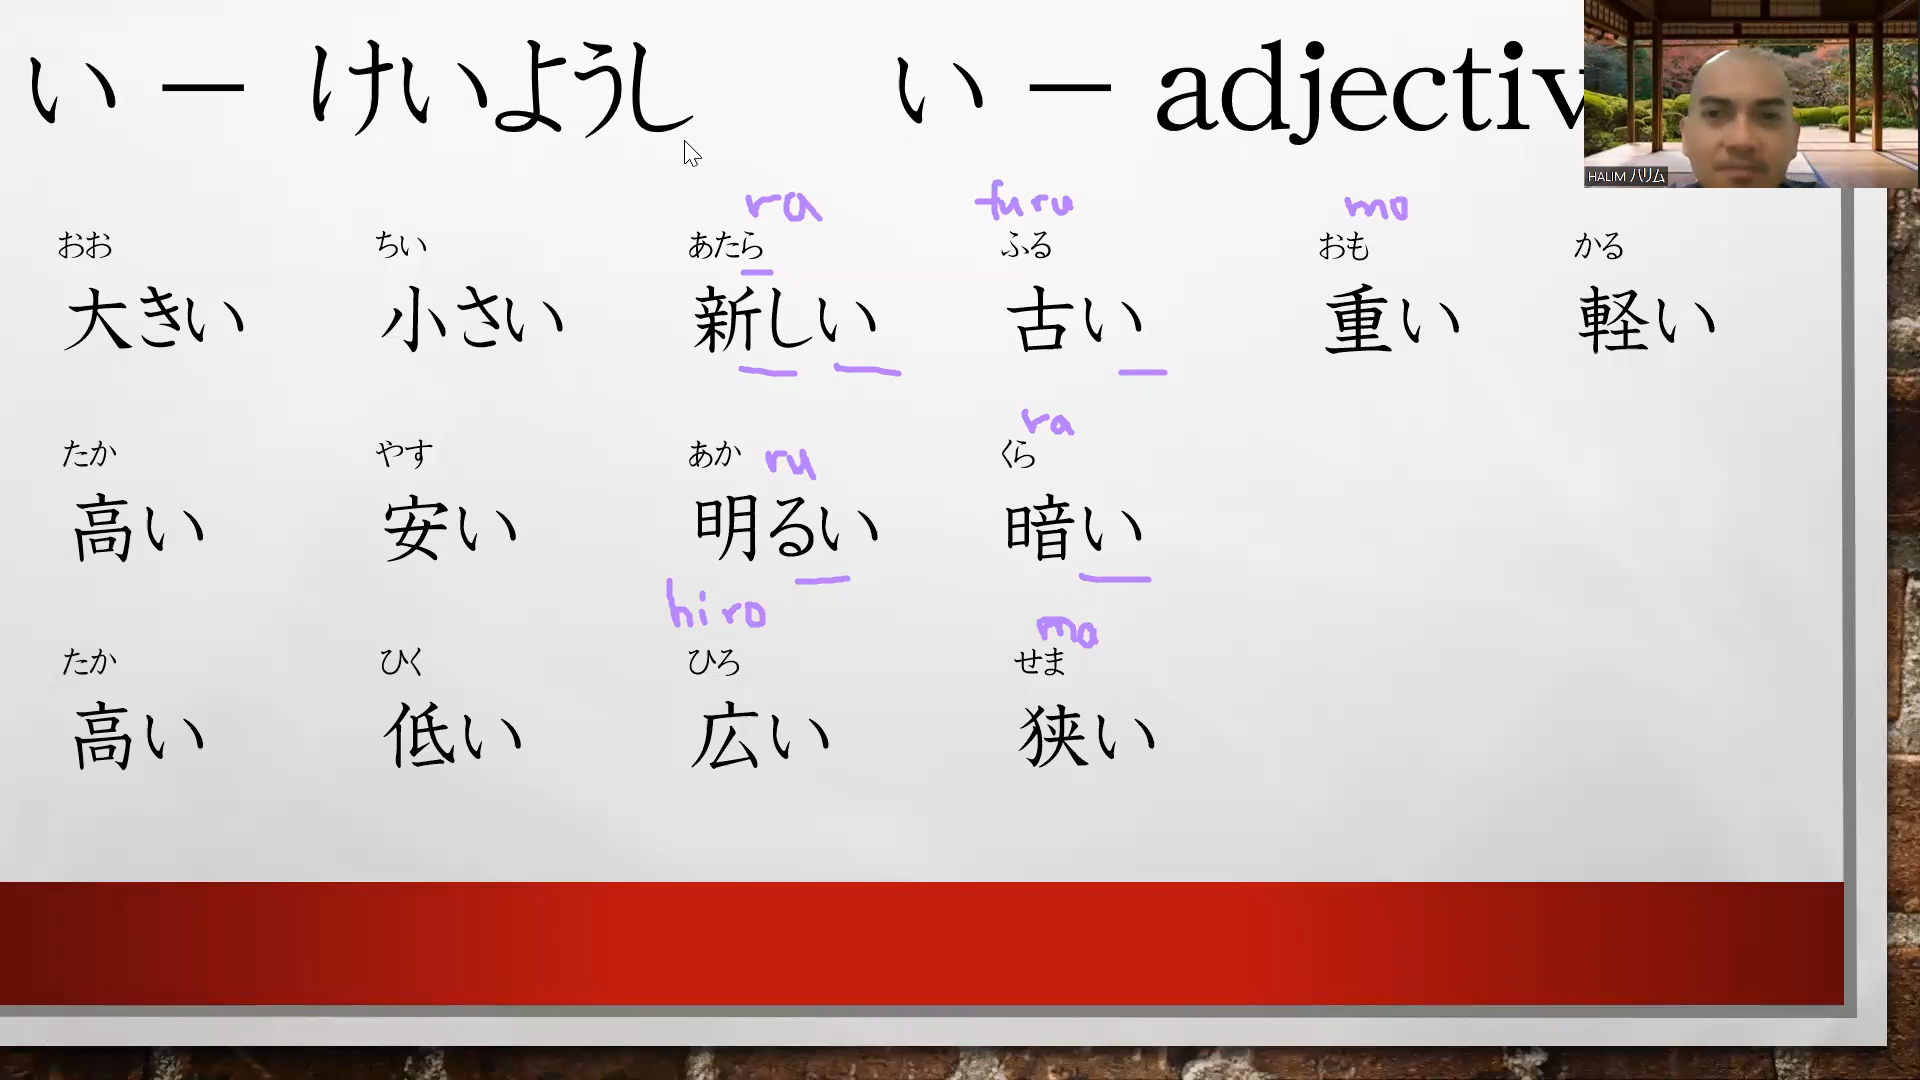 い － けいようし　い － adjectiv
HALIM ハリム
ra furu mo
おお ちい あたら ふる おも かる
大きい 小さい 新しい 古い 重い 軽い
ra
たか やす あか ru くら
高い 安い 明るい 暗い
hiro ma
たか ひく ひろ せま
高い 低い 広い 狭い